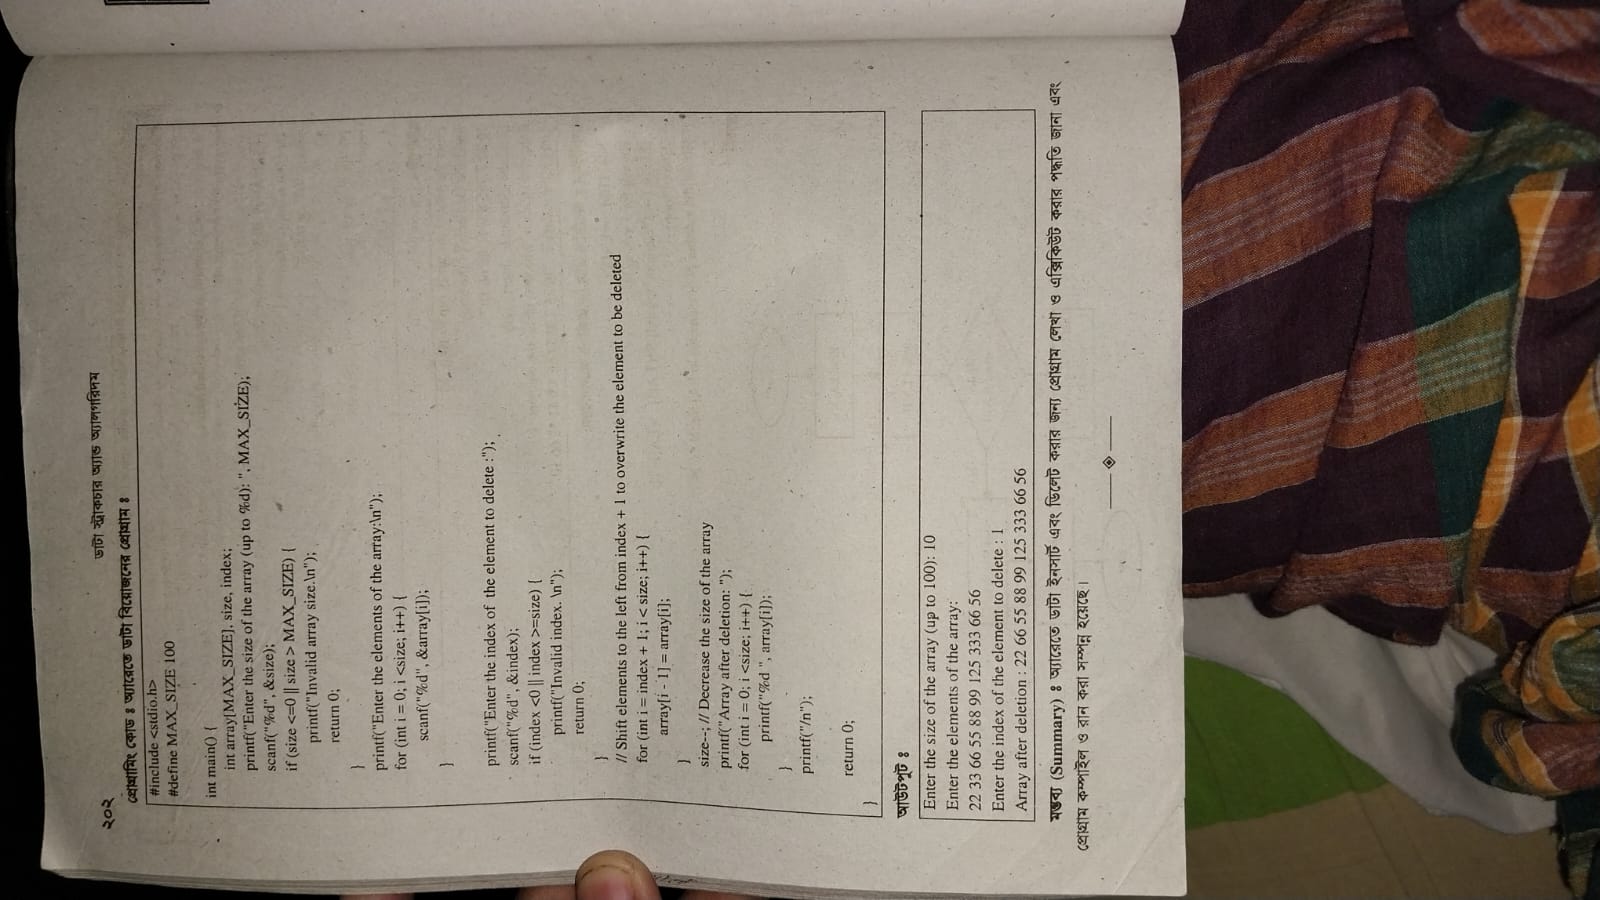 ২০২
ডাটা স্ট্রাকচার অ্যান্ড অ্যালগরিদম
প্রোগ্রামিং কোড ঃ অ্যারেতে ডাটা বিয়োজনের প্রোগ্রাম ঃ
#include <stdio.h>
#define MAX_SIZE 100
int main() {
int array[MAX_SIZE], size, index;
printf("Enter the size of the array (up to %d): ", MAX_SIZE);
scanf("%d", &size);
if (size <=0 || size > MAX_SIZE) {
printf("Invalid array size.\n");
return 0;
}
printf("Enter the elements of the array:\n");
for (int i = 0; i <size; i++) {
scanf("%d", &array[i]);
}
printf("Enter the index of the element to delete :");
scanf("%d", &index);
if (index <0 || index >=size) {
printf("Invalid index. \n");
return 0;
}
// Shift elements to the left from index + 1 to overwrite the element to be deleted
for (int i = index + 1; i < size; i++) {
array[i - 1] = array[i];
}
size--; // Decrease the size of the array
printf("Array after deletion: ");
for (int i = 0; i <size; i++) {
printf("%d ", array[i]);
}
printf("/n");
return 0;
}
আউটপুট ঃ
Enter the size of the array (up to 100): 10
Enter the elements of the array:
22 33 66 55 88 99 125 333 66 56
Enter the index of the element to delete : 1
Array after deletion : 22 66 55 88 99 125 333 66 56
মন্তব্য (Summary) ঃ অ্যারেতে ডাটা ইনসার্ট এবং ডিলেট করার জন্য প্রোগ্রাম লেখা ও এক্সিকিউট করার পদ্ধতি জানা এবং
প্রোগ্রাম কম্পাইল ও রান করা সম্পন্ন হয়েছে।